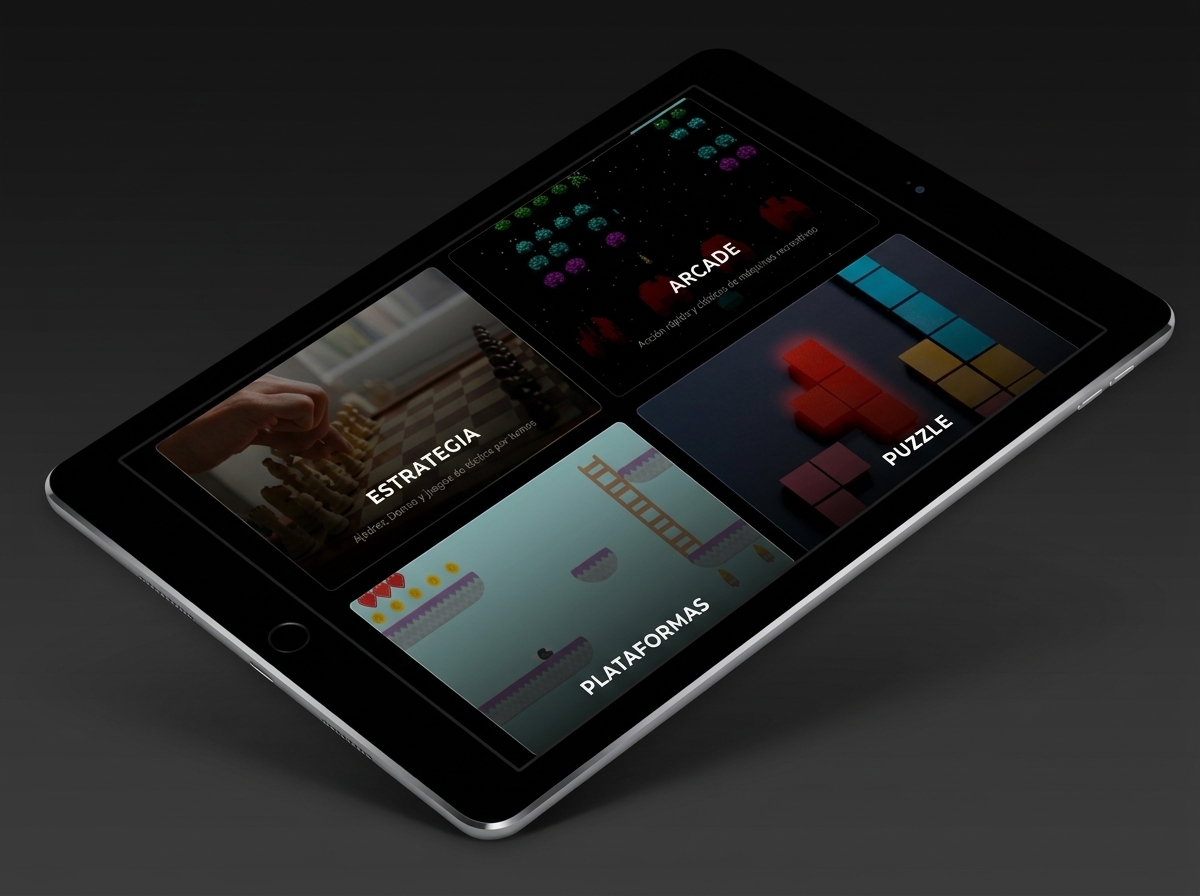 ESTRATEGIA
Ajedrez, Damas y juegos de táctica por turnos
ARCADE
Acción rápida y clásicos de máquinas recreativas
PLATAFORMAS
PUZZLE